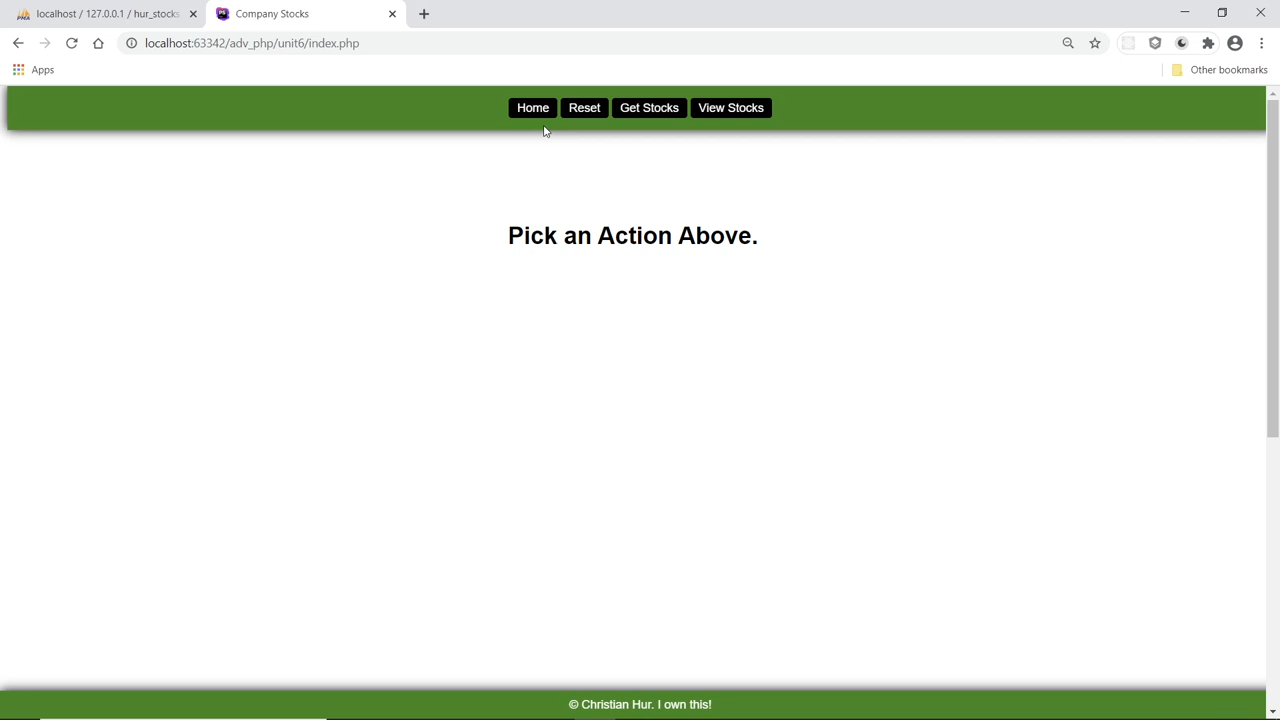 localhost / 127.0.0.1 / hur_stocks
Company Stocks
localhost:63342/adv_php/unit6/index.php
Apps
Other bookmarks
Home Reset Get Stocks View Stocks
Pick an Action Above.
© Christian Hur. I own this!